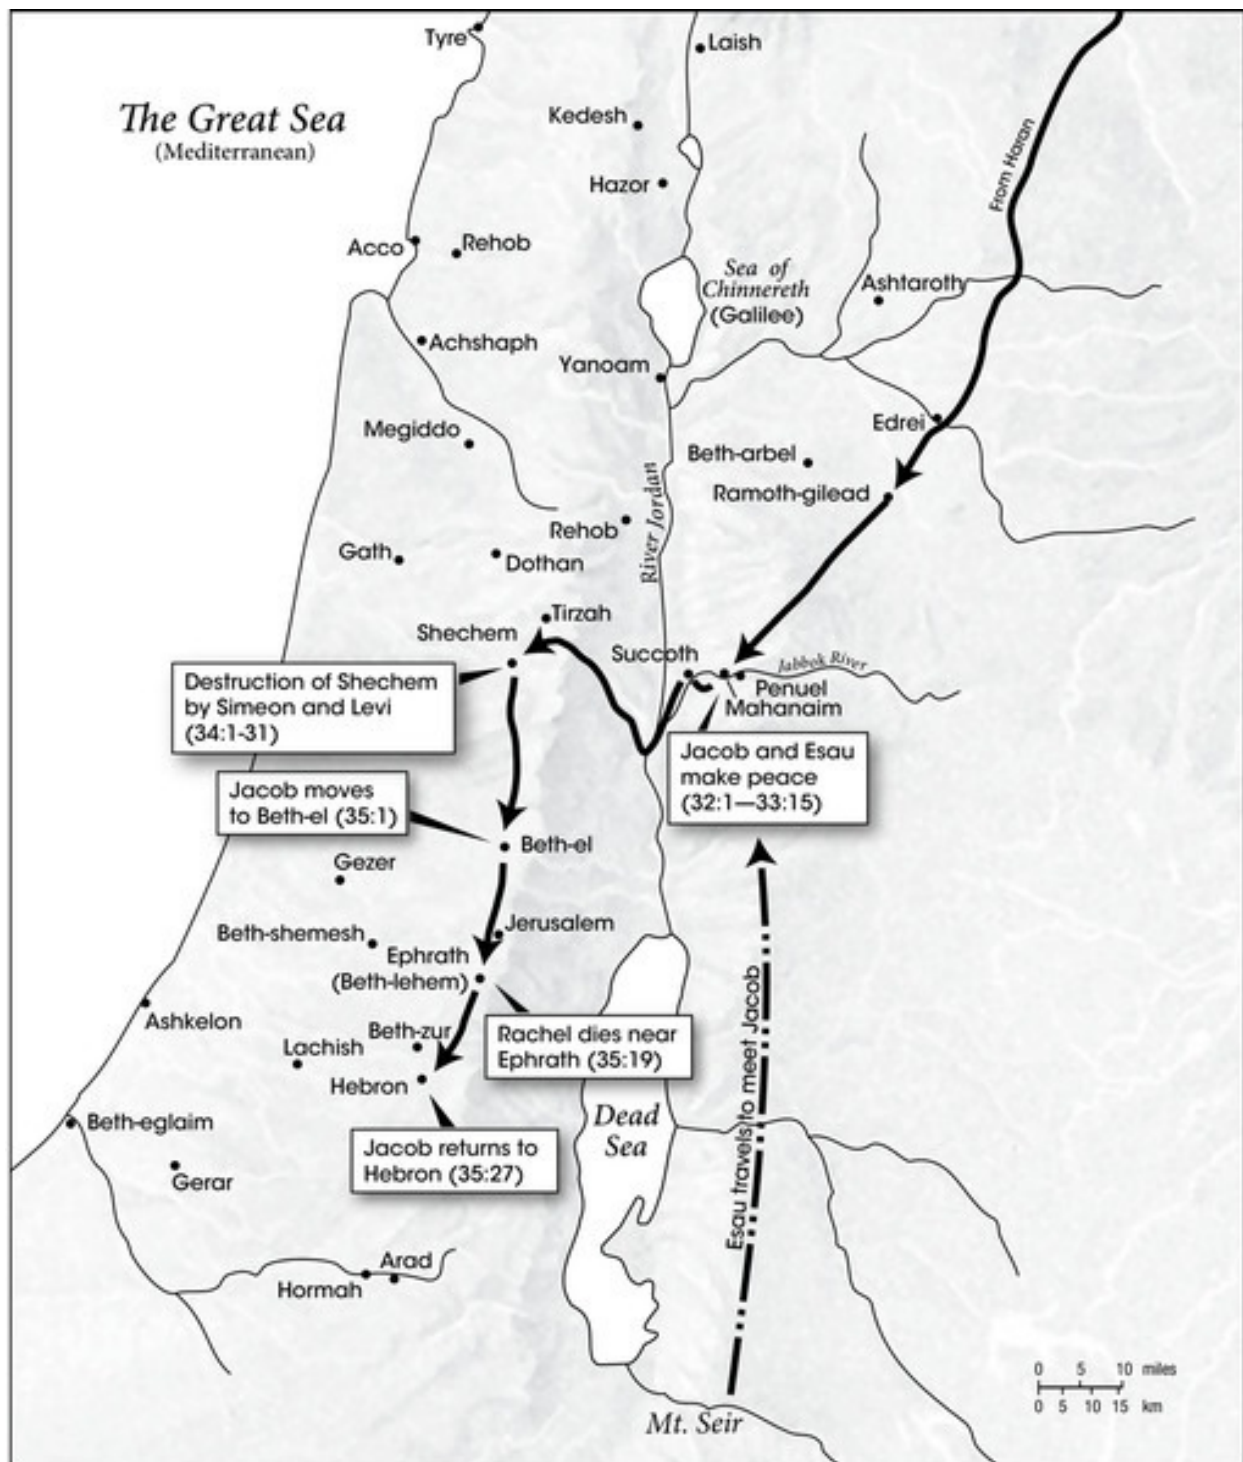 Tyre
Laish
The Great Sea
(Mediterranean)
Kedesh
From Haran
Hazor
Acco
Rehob
Sea of
Chinnereth
(Galilee)
Ashtaroth
Achshaph
Yanoam
Edrei
Megiddo
Beth-arbel
Ramoth-gilead
River Jordan
Rehob
Gath
Dothan
Tirzah
Shechem
Succoth
Jabbok River
Penuel
Mahanaim
Destruction of Shechem
by Simeon and Levi
(34:1-31)
Jacob and Esau
make peace
(32:1—33:15)
Jacob moves
to Beth-el (35:1)
Beth-el
Gezer
Jerusalem
Beth-shemesh
Ephrath
(Beth-lehem)
Esau travels to meet Jacob
Ashkelon
Beth-zur
Rachel dies near
Ephrath (35:19)
Lachish
Hebron
Beth-eglaim
Dead
Sea
Jacob returns to
Hebron (35:27)
Gerar
Arad
Hormah
0 5 10 miles
0 5 10 15 km
Mt. Seir